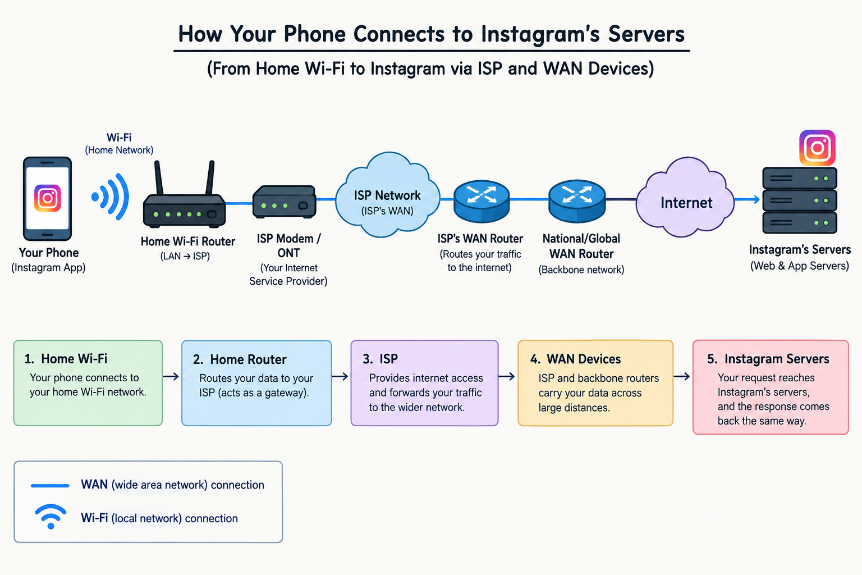 How Your Phone Connects to Instagram's Servers
(From Home Wi-Fi to Instagram via ISP and WAN Devices)
Wi-Fi
(Home Network)
Your Phone
(Instagram App)
Home Wi-Fi Router
(LAN → ISP)
ISP Modem /
ONT
(Your Internet
Service Provider)
ISP Network
(ISP's WAN)
ISP's WAN Router
(Routes your traffic
to the internet)
National/Global
WAN Router
(Backbone network)
Internet
Instagram's Servers
(Web & App Servers)
1. Home Wi-Fi
Your phone connects to
your home Wi-Fi network.
2. Home Router
Routes your data to your
ISP (acts as a gateway).
3. ISP
Provides internet access
and forwards your traffic
to the wider network.
4. WAN Devices
ISP and backbone routers
carry your data across
large distances.
5. Instagram Servers
Your request reaches
Instagram's servers,
and the response comes
back the same way.
WAN (wide area network) connection
Wi-Fi (local network) connection